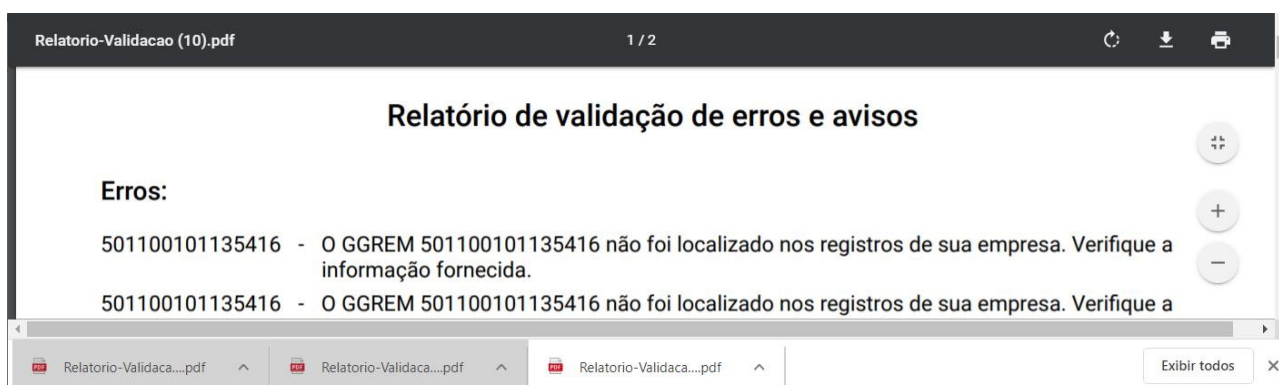 Relatorio-Validacao (10).pdf 1 / 2
Relatório de validação de erros e avisos
Erros:
501100101135416 - O GGREM 501100101135416 não foi localizado nos registros de sua empresa. Verifique a
informação fornecida.
501100101135416 - O GGREM 501100101135416 não foi localizado nos registros de sua empresa. Verifique a
Relatorio-Validaca....pdf Relatorio-Validaca....pdf Relatorio-Validaca....pdf Exibir todos